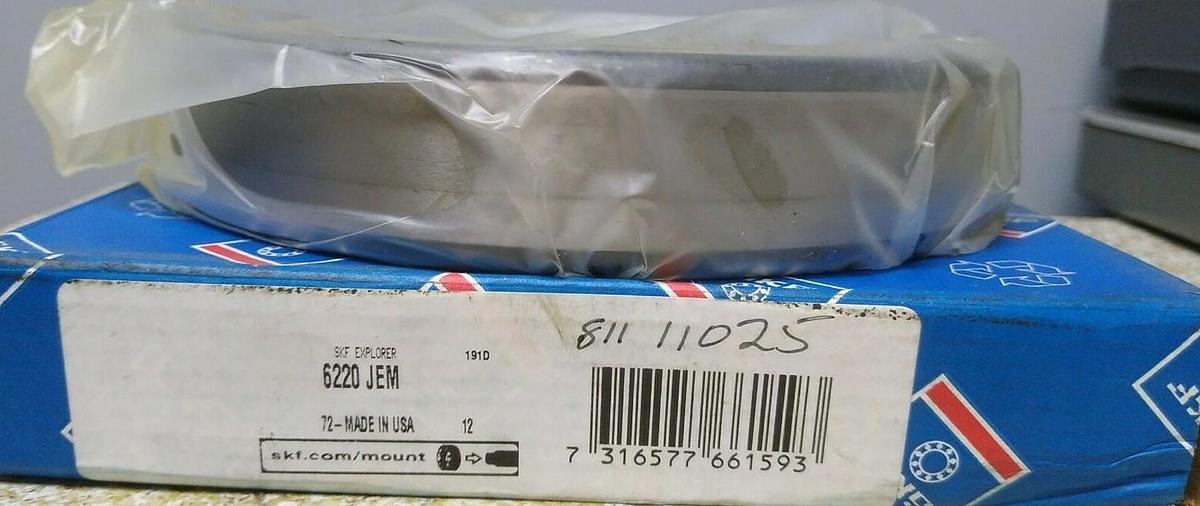 811 11025
SKF EXPLORER 191D
6220 JEM
72-MADE IN USA 12
skf.com/mount
7 316577 661593